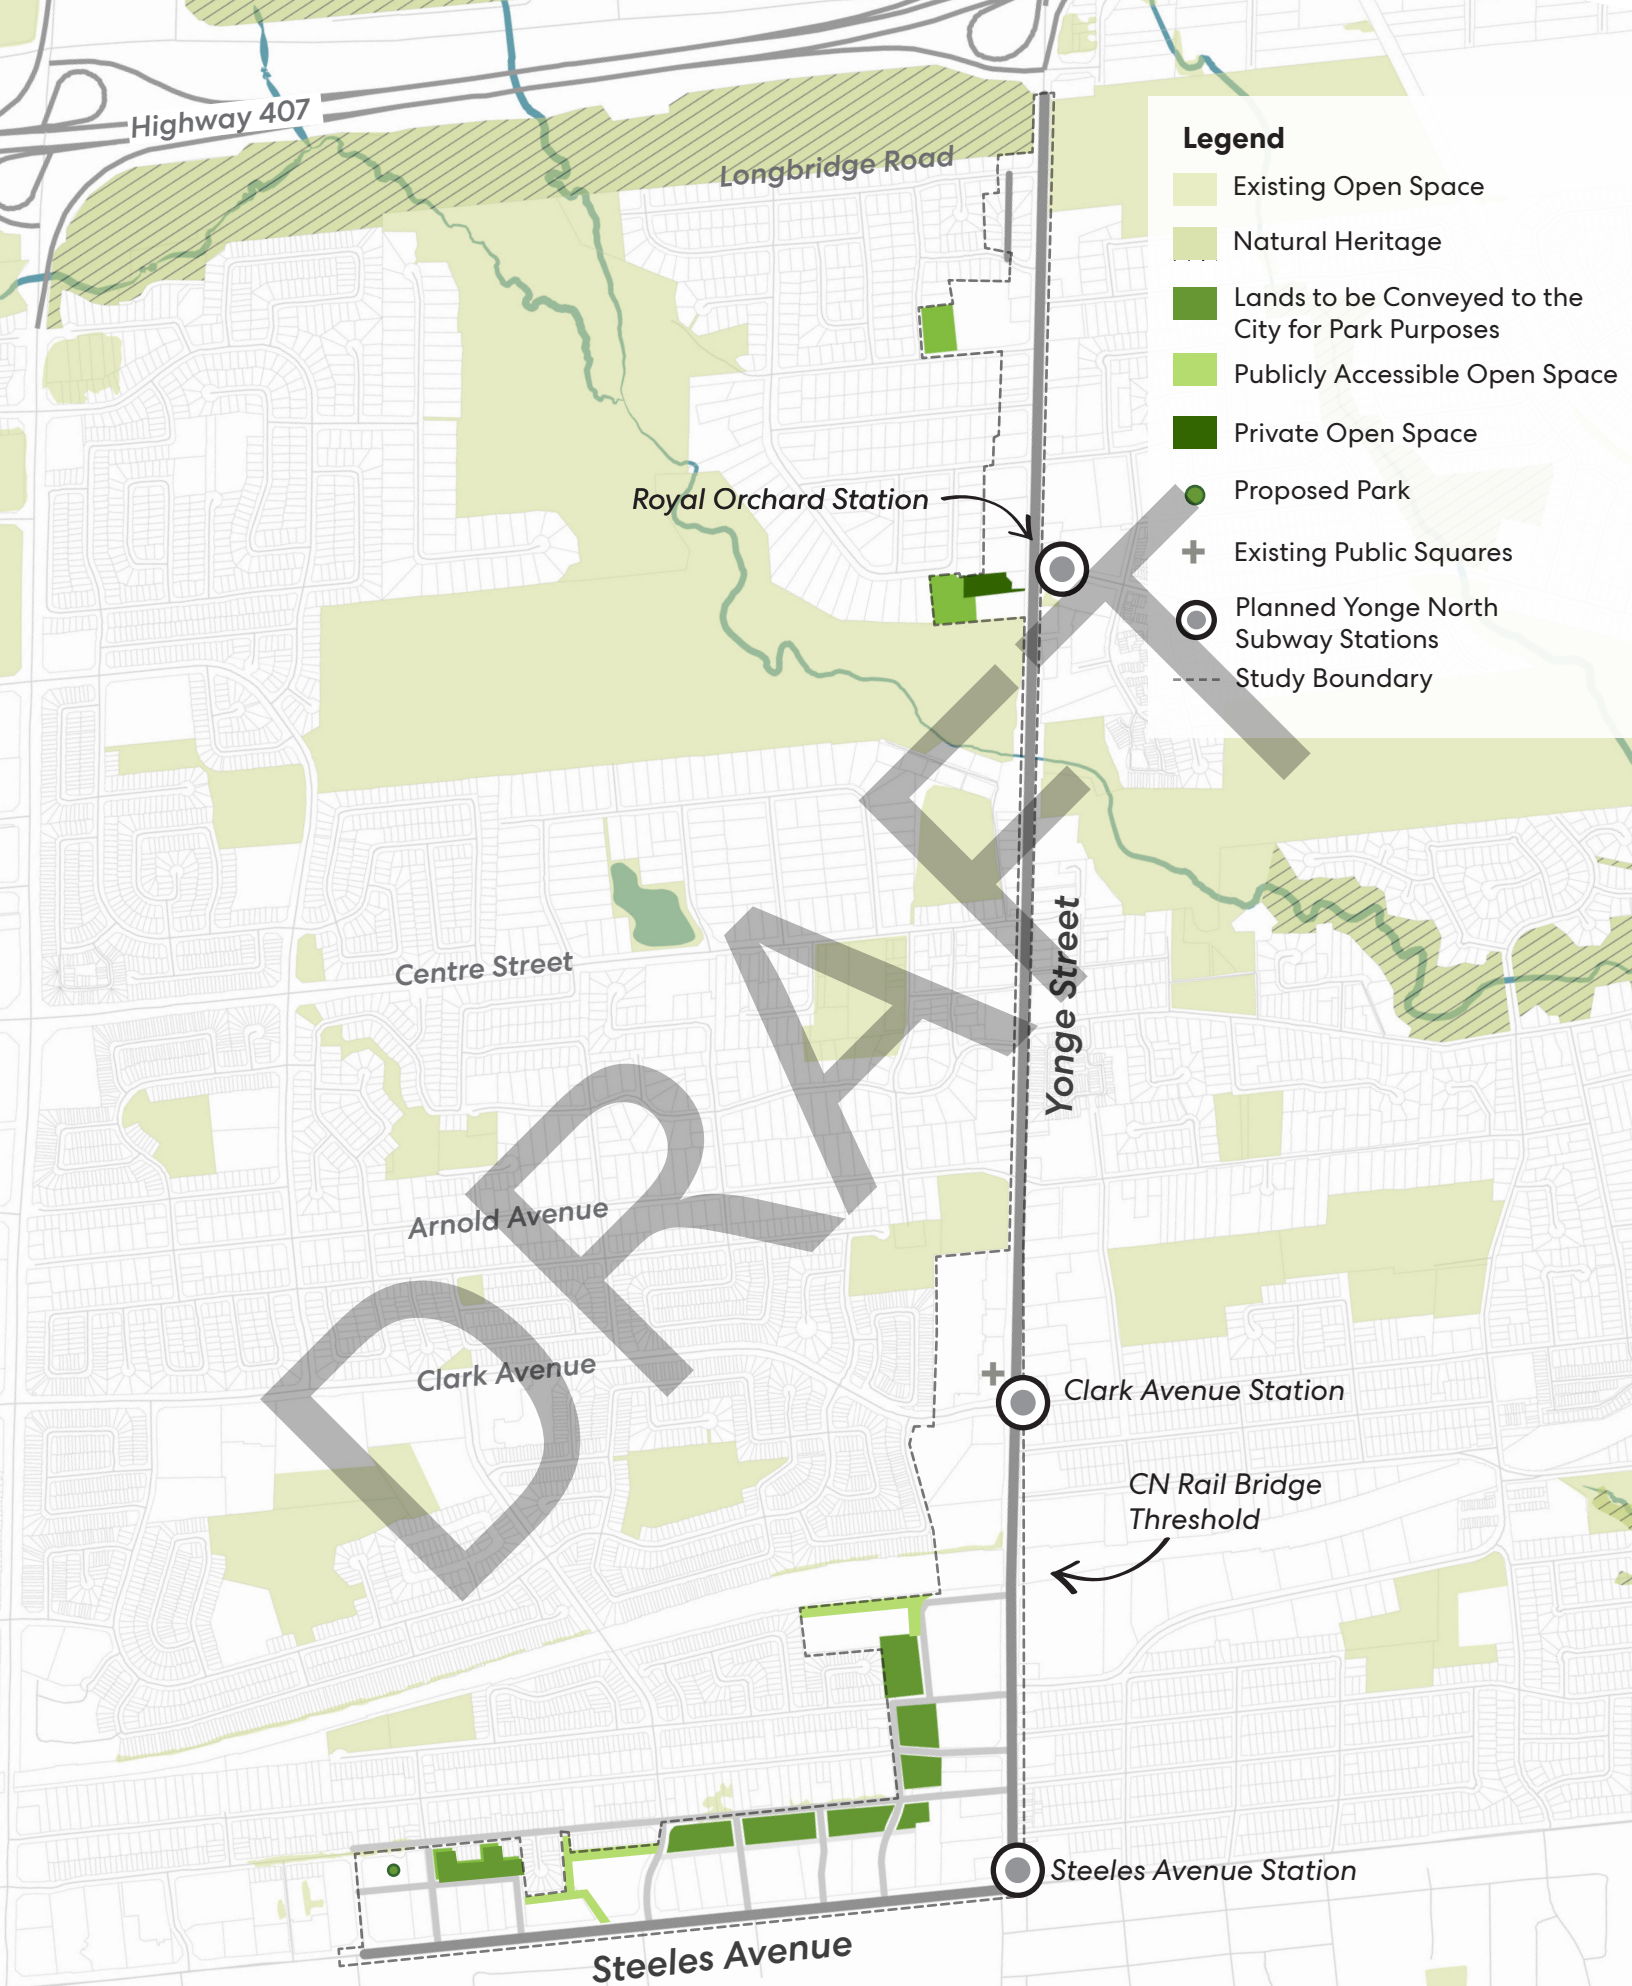 Highway 407
Longbridge Road
Legend
Existing Open Space
Natural Heritage
Lands to be Conveyed to the
City for Park Purposes
Publicly Accessible Open Space
Private Open Space
Proposed Park
Existing Public Squares
Planned Yonge North
Subway Stations
Study Boundary
Royal Orchard Station
DRAFT
Yonge Street
Centre Street
Arnold Avenue
Clark Avenue
Clark Avenue Station
CN Rail Bridge
Threshold
Steeles Avenue Station
Steeles Avenue